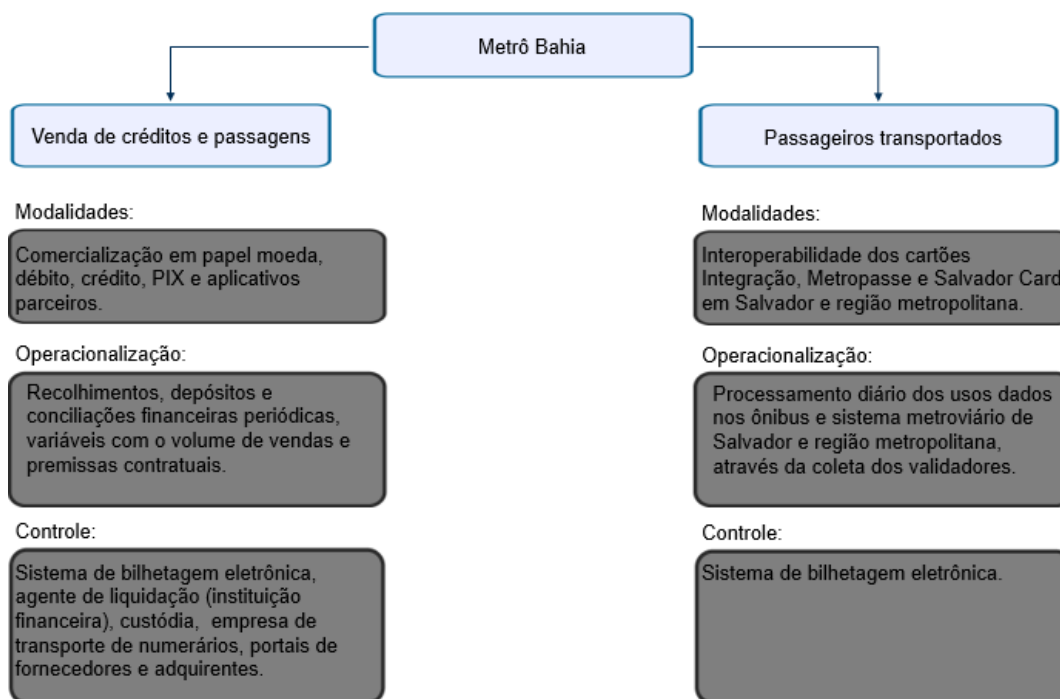 Metrô Bahia
Venda de créditos e passagens
Modalidades:
Comercialização em papel moeda,
débito, crédito, PIX e aplicativos
parceiros.
Operacionalização:
Recolhimentos, depósitos e
conciliações financeiras periódicas,
variáveis com o volume de vendas e
premissas contratuais.
Controle:
Sistema de bilhetagem eletrônica,
agente de liquidação (instituição
financeira), custódia, empresa de
transporte de numerários, portais de
fornecedores e adquirentes.
Passageiros transportados
Modalidades:
Interoperabilidade dos cartões
Integração, Metropasse e Salvador Card
em Salvador e região metropolitana.
Operacionalização:
Processamento diário dos usos dados
nos ônibus e sistema metroviário de
Salvador e região metropolitana,
através da coleta dos validadores.
Controle:
Sistema de bilhetagem eletrônica.